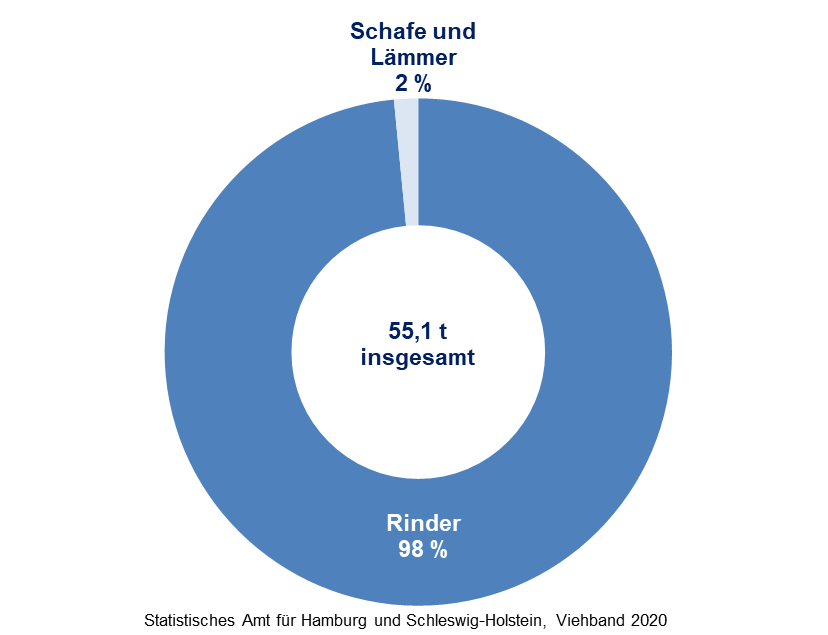 Schafe und
Lämmer
2 %
55,1 t
insgesamt
Rinder
98 %
Statistisches Amt für Hamburg und Schleswig-Holstein, Viehband 2020